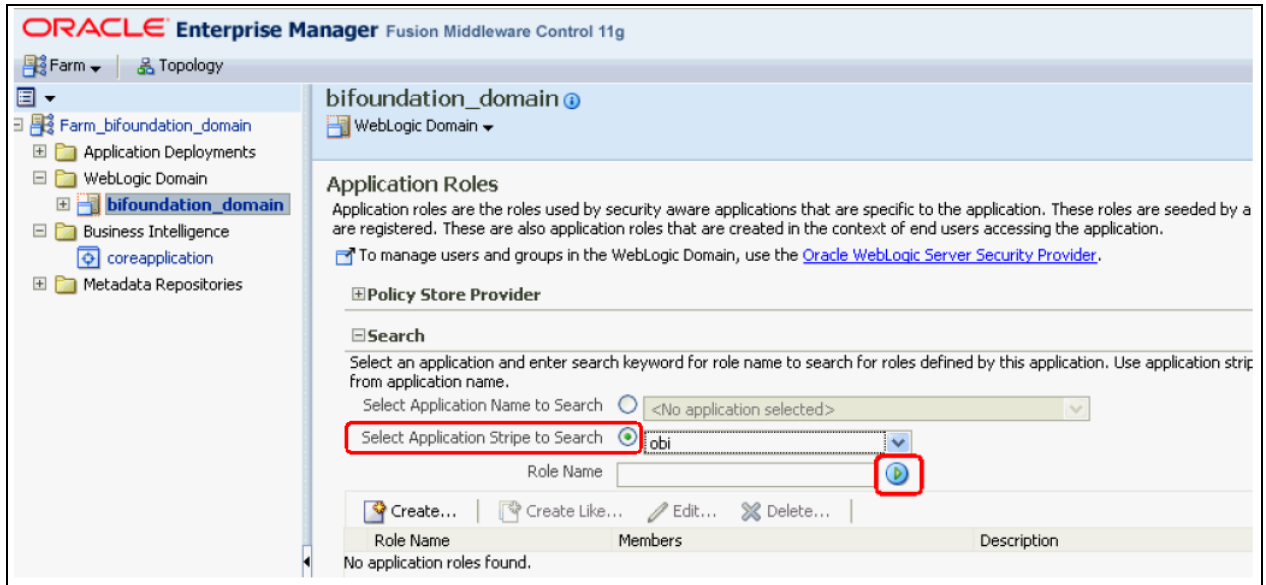 ORACLE Enterprise Manager Fusion Middleware Control 11g
Farm
Topology
Farm_bifoundation_domain
Application Deployments
WebLogic Domain
bifoundation_domain
Business Intelligence
coreapplication
Metadata Repositories
bifoundation_domain
WebLogic Domain
Application Roles
Application roles are the roles used by security aware applications that are specific to the application. These roles are seeded by a
are registered. These are also application roles that are created in the context of end users accessing the application.
To manage users and groups in the WebLogic Domain, use the Oracle WebLogic Server Security Provider.
Policy Store Provider
Search
Select an application and enter search keyword for role name to search for roles defined by this application. Use application strip
from application name.
Select Application Name to Search <No application selected>
Select Application Stripe to Search obi
Role Name
Create... Create Like... Edit... Delete...
Role Name Members Description
No application roles found.